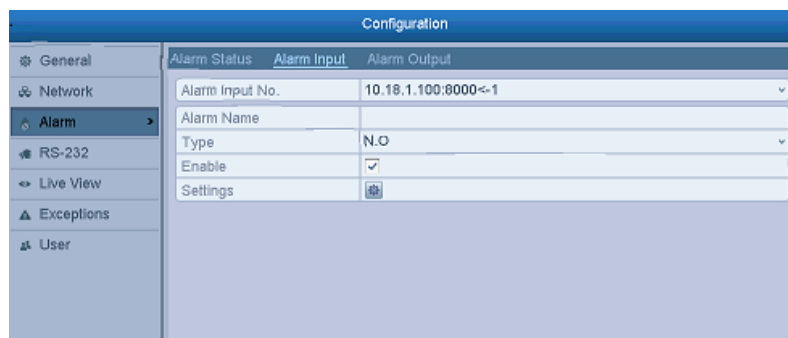 Configuration
General
Network
Alarm
RS-232
Live View
Exceptions
User
Alarm Status Alarm Input Alarm Output
Alarm Input No. 10.18.1.100:8000<-1
Alarm Name
Type N.O
Enable
Settings